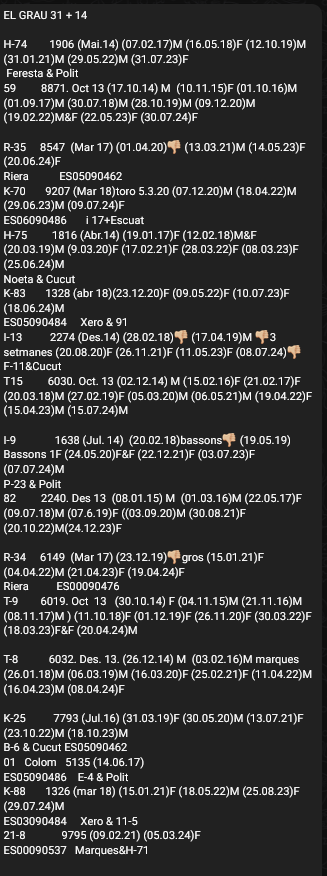 EL GRAU 31 + 14
H-74 1906 (Mai.14) (07.02.17)M (16.05.18)F (12.10.19)M
(31.01.21)M (29.05.22)M (31.07.23)F
Feresta & Polit
59 8871. Oct 13 (17.10.14) M (10.11.15)F (01.10.16)M
(01.09.17)M (30.07.18)M (28.10.19)M (09.12.20)M
(19.02.22)M&F (22.05.23)F (30.07.24)F
R-35 8547 (Mar 17) (01.04.20)👎🏼 (13.03.21)M (14.05.23)F
(20.06.24)F
Riera ES05090462
K-70 9207 (Mar 18)toro 5.3.20 (07.12.20)M (18.04.22)M
(29.06.23)M (09.07.24)F
ES06090486 i 17+Escuat
H-75 1816 (Abr.14) (19.01.17)F (12.02.18)M&F
(20.03.19)M (9.03.20)F (17.02.21)F (28.03.22)F (08.03.23)F
(25.06.24)M
Noeta & Cucut
K-83 1328 (abr 18)(23.12.20)F (09.05.22)F (10.07.23)F
(18.06.24)M
ES05090484 Xero & 91
I-13 2274 (Des.14) (28.02.18)👎🏼 (17.04.19)M 👎🏼3
setmanes (20.08.20)F (26.11.21)F (11.05.23)F (08.07.24)👎🏼
F-11&Cucut
T15 6030. Oct. 13 (02.12.14) M (15.02.16)F (21.02.17)F
(20.03.18)M (27.02.19)F (05.03.20)M (06.05.21)M (19.04.22)F
(15.04.23)M (15.07.24)M
I-9 1638 (Jul. 14) (20.02.18)bassons👎🏼 (19.05.19)
Bassons 1F (24.05.20)F&F (22.12.21)F (03.07.23)F
(07.07.24)M
P-23 & Polit
82 2240. Des 13 (08.01.15) M (01.03.16)M (22.05.17)F
(09.07.18)M (07.6.19)F ((03.09.20)M (30.08.21)F
(20.10.22)M(24.12.23)F
R-34 6149 (Mar 17) (23.12.19)👎🏼gros (15.01.21)F
(04.04.22)M (21.04.23)F (19.04.24)F
Riera ES00090476
T-9 6019. Oct 13 (30.10.14) F (04.11.15)M (21.11.16)M
(08.11.17)M ) (11.10.18)F (01.12.19)F (26.11.20)F (30.03.22)F
(18.03.23)F&F (20.04.24)M
T-8 6032. Des. 13. (26.12.14) M (03.02.16)M marques
(26.01.18)M (06.03.19)M (16.03.20)F (25.02.21)F (11.04.22)M
(16.04.23)M (08.04.24)F
K-25 7793 (Jul.16) (31.03.19)F (30.05.20)M (13.07.21)F
(23.10.22)M (18.10.23)M
B-6 & Cucut ES05090462
01 Colom 5135 (14.06.17)
ES05090486 E-4 & Polit
K-88 1326 (mar 18) (15.01.21)F (18.05.22)M (25.08.23)F
(29.07.24)M
ES03090484 Xero & 11-5
21-8 9795 (09.02.21) (05.03.24)F
ES00090537 Marques&H-71